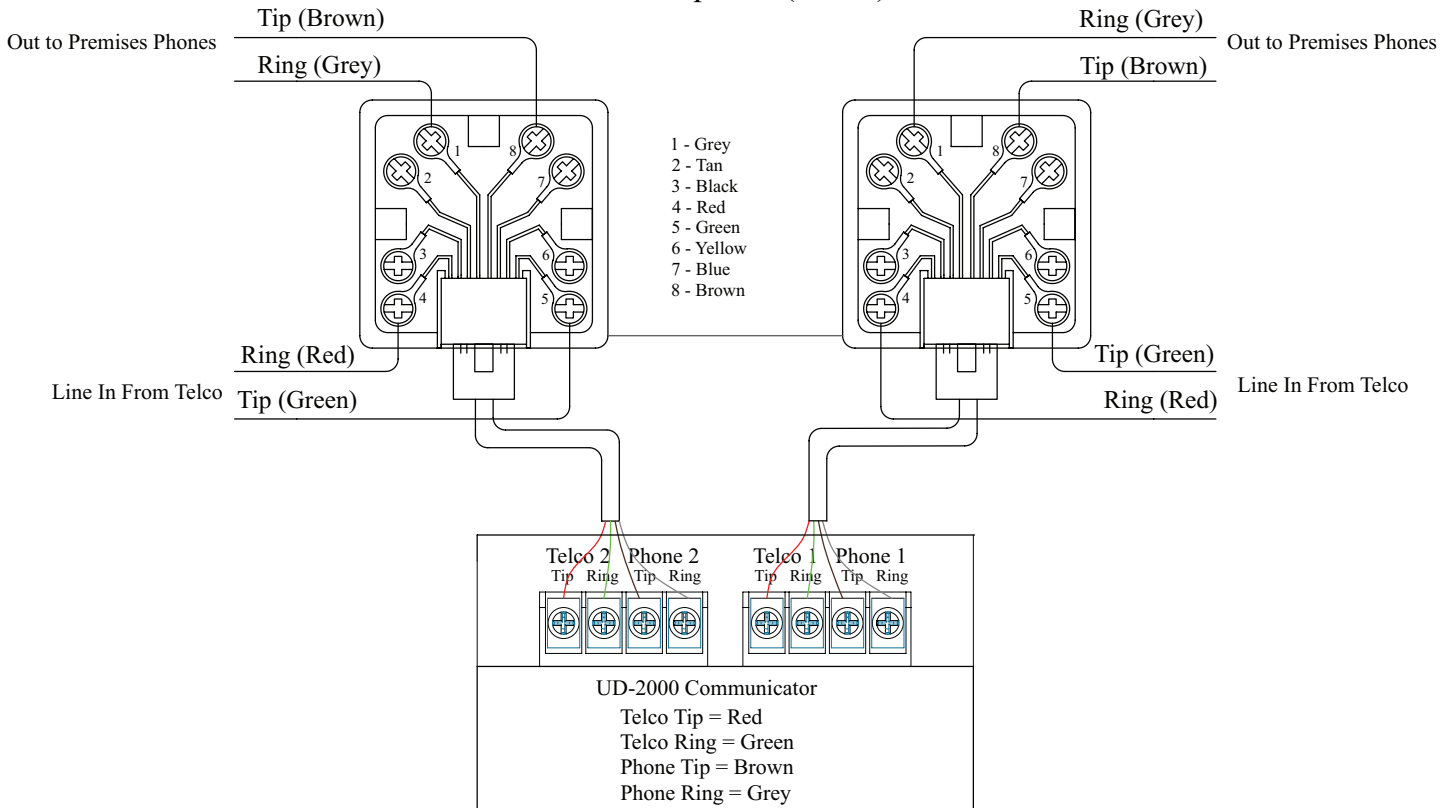 Tip (Brown)
Out to Premises Phones
Ring (Grey)
Ring (Grey)
Out to Premises Phones
Tip (Brown)
1
2
3
4
5
6
7
8
1 - Grey
2 - Tan
3 - Black
4 - Red
5 - Green
6 - Yellow
7 - Blue
8 - Brown
1
2
3
4
5
6
7
8
Ring (Red)
Line In From Telco
Tip (Green)
Tip (Green)
Line In From Telco
Ring (Red)
Telco 2 Phone 2
Tip Ring Tip Ring
Telco 1 Phone 1
Tip Ring Tip Ring
UD-2000 Communicator
Telco Tip = Red
Telco Ring = Green
Phone Tip = Brown
Phone Ring = Grey